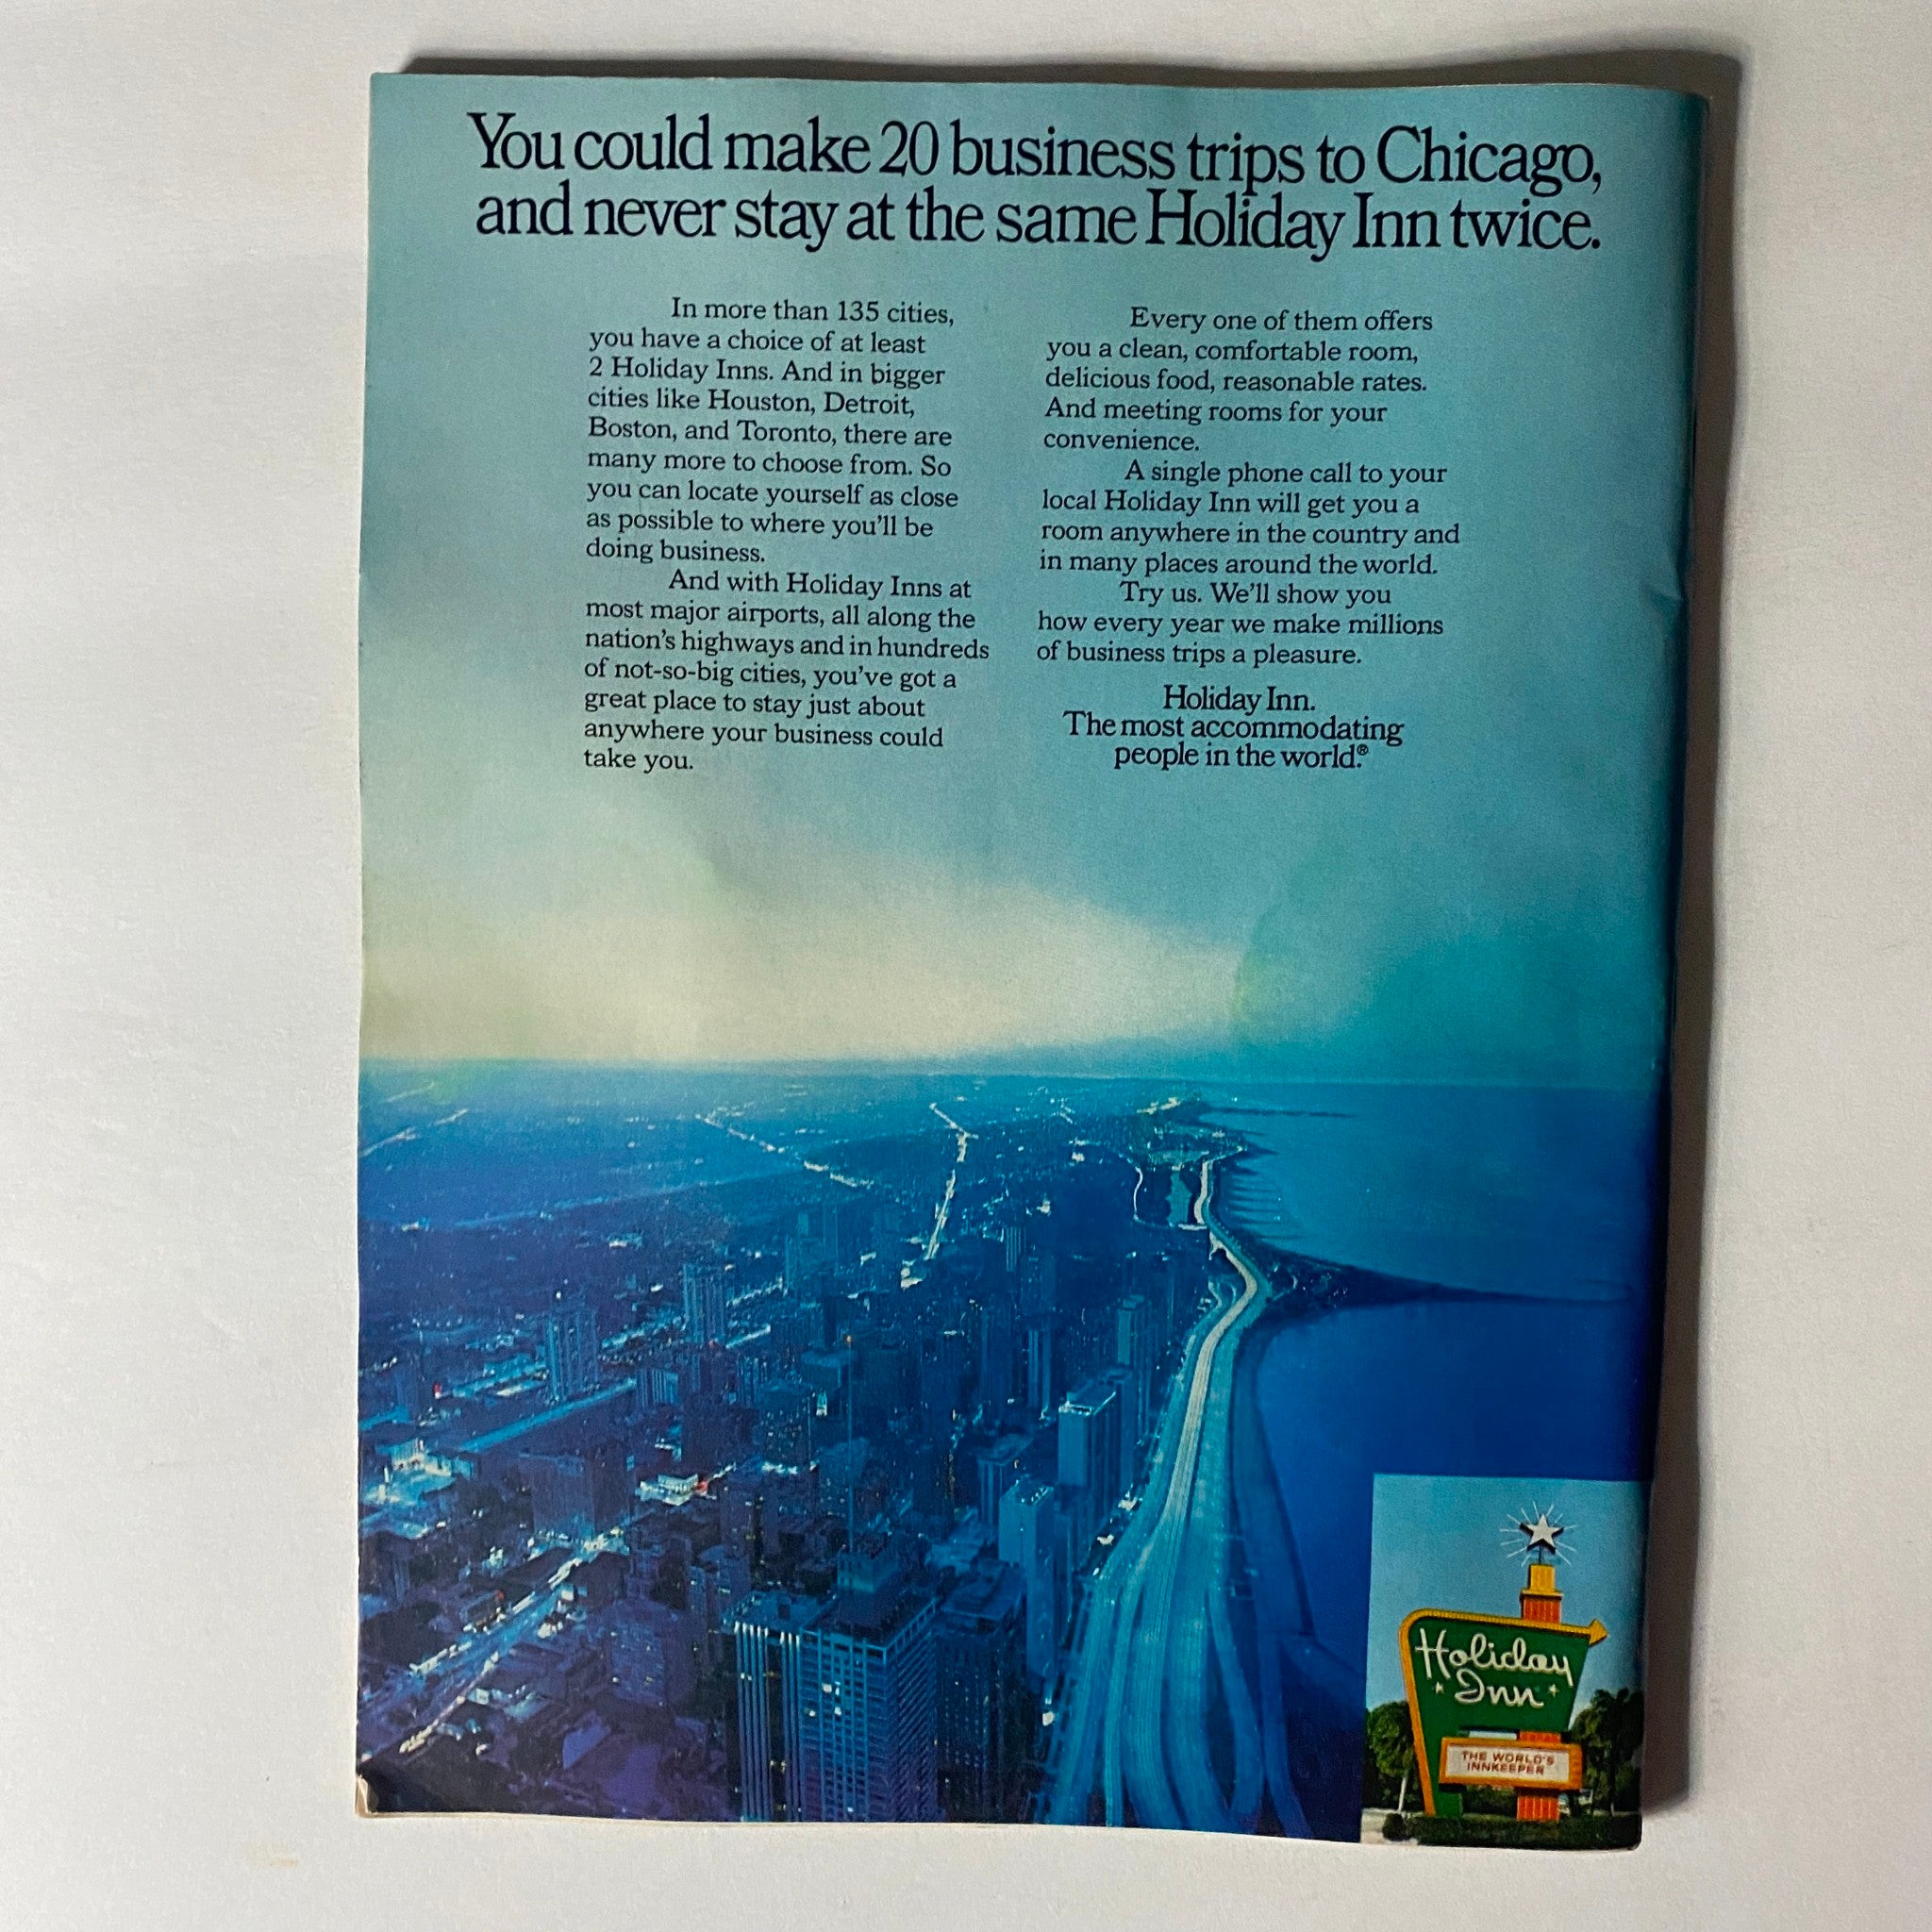 You could make 20 business trips to Chicago,
and never stay at the same Holiday Inn twice.
In more than 135 cities,
you have a choice of at least
2 Holiday Inns. And in bigger
cities like Houston, Detroit,
Boston, and Toronto, there are
many more to choose from. So
you can locate yourself as close
as possible to where you'll be
doing business.
And with Holiday Inns at
most major airports, all along the
nation's highways and in hundreds
of not-so-big cities, you've got a
great place to stay just about
anywhere your business could
take you.
Every one of them offers
you a clean, comfortable room,
delicious food, reasonable rates.
And meeting rooms for your
convenience.
A single phone call to your
local Holiday Inn will get you a
room anywhere in the country and
in many places around the world.
Try us. We'll show you
how every year we make millions
of business trips a pleasure.
Holiday Inn.
The most accommodating
people in the world.®
Holiday
Inn
THE WORLD'S
INNKEEPER